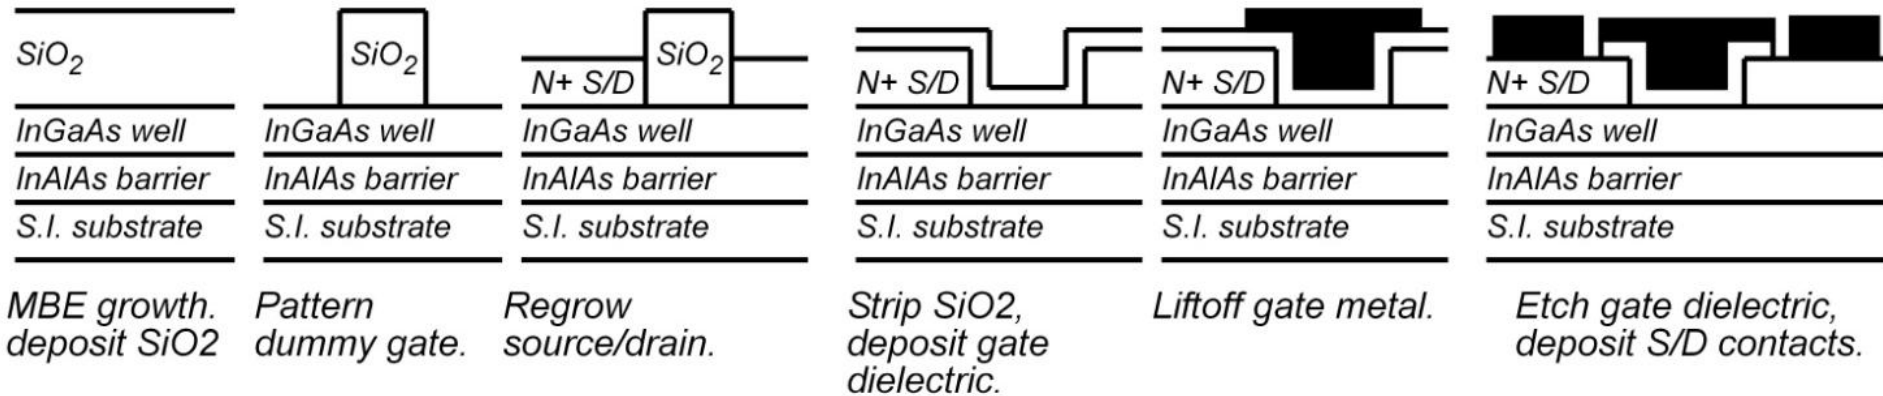 SiO2
InGaAs well
InAlAs barrier
S.I. substrate
MBE growth.
deposit SiO2
SiO2
InGaAs well
InAlAs barrier
S.I. substrate
Pattern
dummy gate.
N+ S/D
SiO2
InGaAs well
InAlAs barrier
S.I. substrate
Regrow
source/drain.
N+ S/D
InGaAs well
InAlAs barrier
S.I. substrate
Strip SiO2,
deposit gate
dielectric.
N+ S/D
InGaAs well
InAlAs barrier
S.I. substrate
Liftoff gate metal.
N+ S/D
InGaAs well
InAlAs barrier
S.I. substrate
Etch gate dielectric,
deposit S/D contacts.